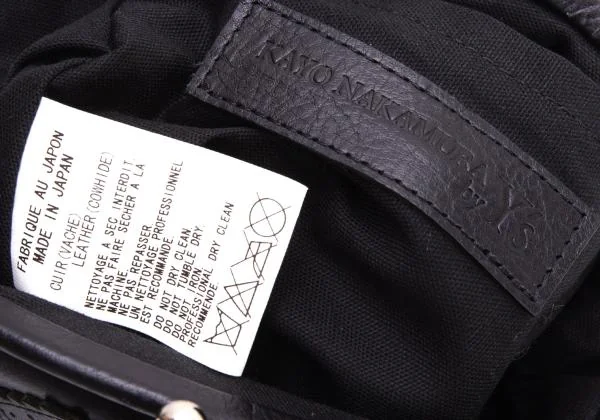 KAYO NAKAMURA
by Y's
FABRIQUE AU JAPON
MADE IN JAPAN
CUIR(VACHE)
LEATHER(COWHIDE)
NETTOYAGE A SEC INTERDIT.
MACHINE. FAIRE SECHER A LA
NE PAS REPASSER.
UN NETTOYAGE PROFESSIONNEL
EST RECOMMANDE.
DO NOT DRY CLEAN.
DO NOT TUMBLE DRY.
DO NOT IRON.
PROFESSIONAL DRY CLEAN
RECOMMENDED.